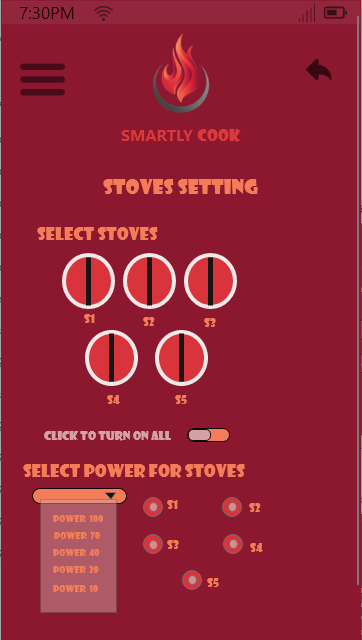 7:30PM
SMARTLY COOK
STOVES SETTING
SELECT STOVES
S1 S2 S3
S4 S5
CLICK TO TURN ON ALL
SELECT POWER FOR STOVES
S1 S2
POWER 100
POWER 70
S3 S4
POWER 40
POWER 20
S5
POWER 10